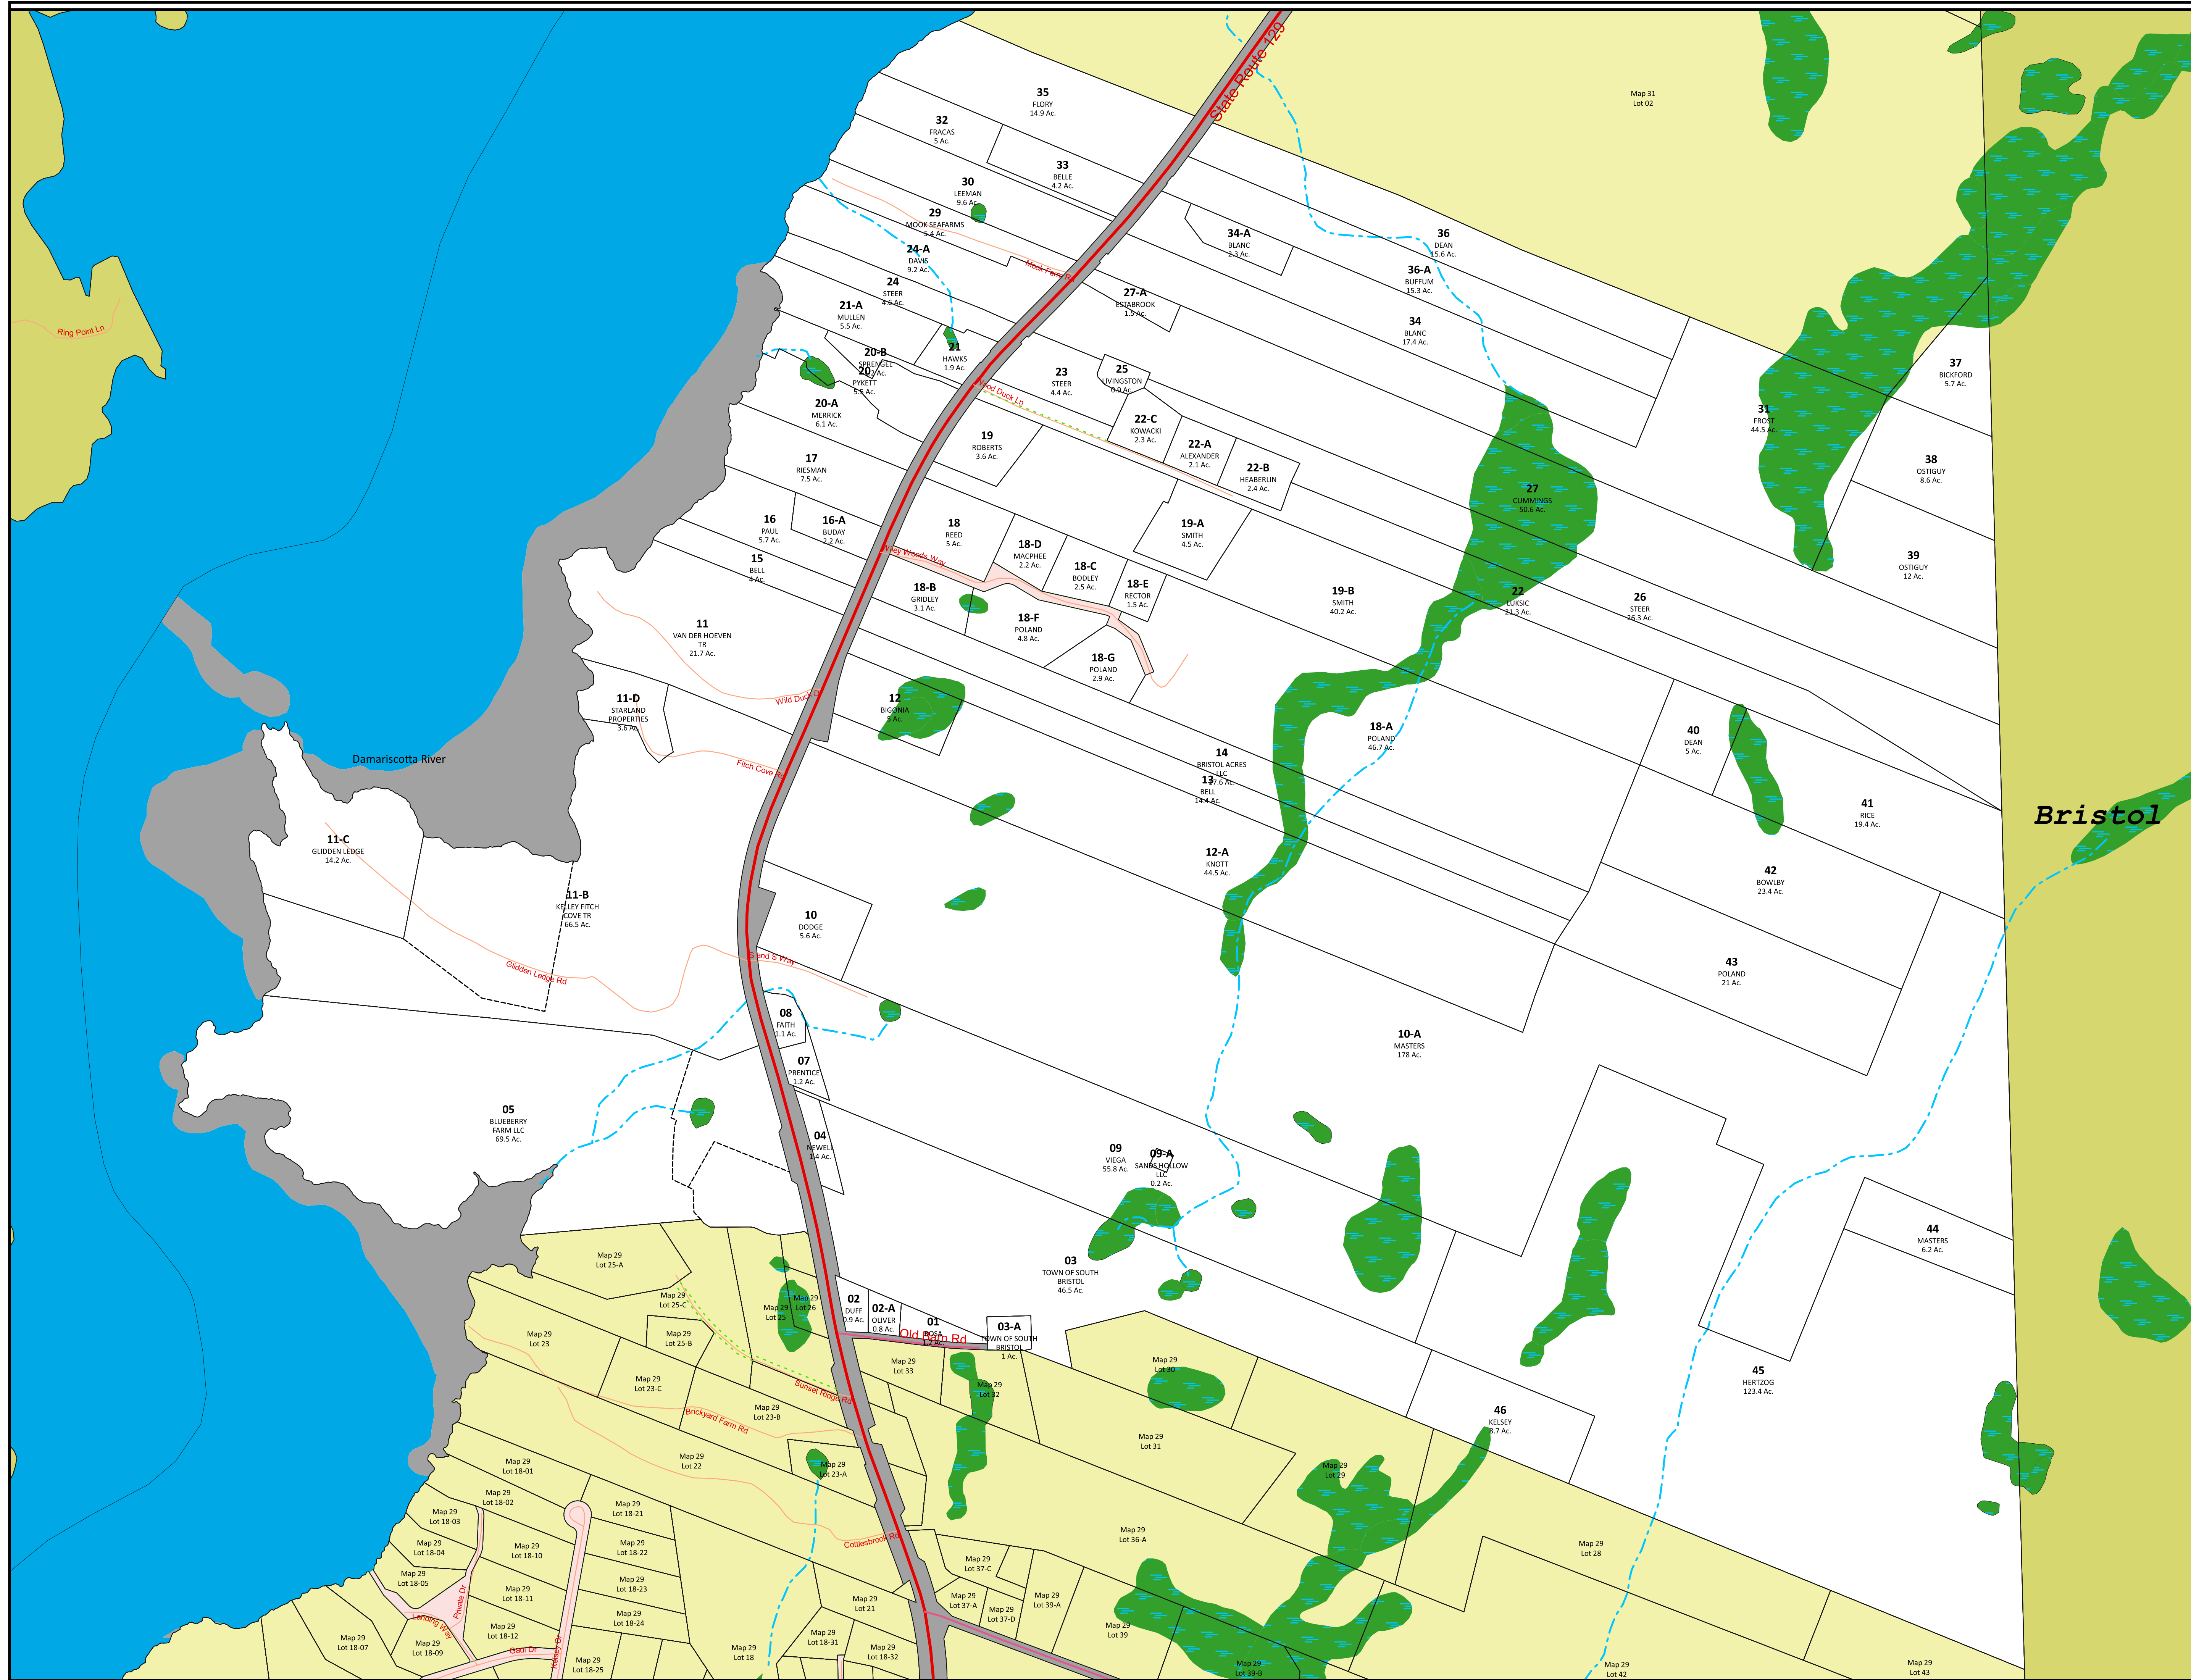 State Route 129
Map 31
Lot 02
35
FLORY
14.9 Ac.
32
FRACAS
5 Ac.
33
BELLE
4.2 Ac.
30
LEEMAN
9.6 Ac.
29
MOOK SEAFARMS
5.4 Ac.
34-A
BLANC
2.3 Ac.
36
DEAN
15.6 Ac.
24-A
DAVIS
9.2 Ac.
Mook Farm Rd
36-A
BUFFUM
15.3 Ac.
24
STEER
4.6 Ac.
27-A
ESTABROOK
1.5 Ac.
21-A
MULLEN
5.5 Ac.
34
BLANC
17.4 Ac.
Ring Point Ln
21
HAWKS
1.9 Ac.
20-B
SPRENGEL
20
PYKETT
5.5 Ac.
37
BICKFORD
5.7 Ac.
23
STEER
4.4 Ac.
25
LIVINGSTON
0.9 Ac.
Wood Duck Ln
20-A
MERRICK
6.1 Ac.
31
FROST
44.5 Ac.
22-C
KOWACKI
2.3 Ac.
19
ROBERTS
3.6 Ac.
22-A
ALEXANDER
2.1 Ac.
17
RIESMAN
7.5 Ac.
22-B
HEABERLIN
2.4 Ac.
38
OSTIGUY
8.6 Ac.
27
CUMMINGS
50.6 Ac.
16
PAUL
5.7 Ac.
16-A
BUDAY
2.2 Ac.
18
REED
5 Ac.
19-A
SMITH
4.5 Ac.
18-D
MACPHEE
2.2 Ac.
Woods Way
39
OSTIGUY
12 Ac.
15
BELL
4 Ac.
18-C
BODLEY
2.5 Ac.
18-B
GRIDLEY
3.1 Ac.
18-E
RECTOR
1.5 Ac.
19-B
SMITH
40.2 Ac.
22
LUKSIC
21.3 Ac.
26
STEER
26.3 Ac.
11
VAN DER HOEVEN
TR
21.7 Ac.
18-F
POLAND
4.8 Ac.
18-G
POLAND
2.9 Ac.
11-D
STARLAND
PROPERTIES
3.6 Ac.
Wild Duck D
12
BIGONIA
5 Ac.
18-A
POLAND
46.7 Ac.
40
DEAN
5 Ac.
Damariscotta River
Fitch Cove Rd
14
BRISTOL ACRES
LLC
17.6 Ac.
13
BELL
14.4 Ac.
41
RICE
19.4 Ac.
Bristol
11-C
GLIDDEN LEDGE
14.2 Ac.
12-A
KNOTT
44.5 Ac.
42
BOWLBY
23.4 Ac.
11-B
KELLEY FITCH
COVE TR
66.5 Ac.
10
DODGE
5.6 Ac.
S and S Way
Glidden Ledge Rd
43
POLAND
21 Ac.
08
FAITH
1.1 Ac.
10-A
MASTERS
178 Ac.
07
PRENTICE
1.2 Ac.
05
BLUEBERRY
FARM LLC
69.5 Ac.
04
NEWELL
1.4 Ac.
09
VIEGA
55.8 Ac.
09-A
SANDS HOLLOW
LLC
0.2 Ac.
44
MASTERS
6.2 Ac.
Map 29
Lot 25-A
03
TOWN OF SOUTH
BRISTOL
46.5 Ac.
Map 29
Lot 25-C
Map 29
Lot 25
Map 29
Lot 26
02
DUFF
0.9 Ac.
02-A
OLIVER
0.8 Ac.
01
ROSA
1.2 Ac.
Old Barn Rd
03-A
TOWN OF SOUTH
BRISTOL
1 Ac.
Map 29
Lot 23
Map 29
Lot 25-B
Map 29
Lot 33
Map 29
Lot 30
45
HERTZOG
123.4 Ac.
Map 29
Lot 23-C
Sunset Ridge Rd
Map 29
Lot 32
Map 29
Lot 23-B
Brickyard Farm Rd
46
KELSEY
8.7 Ac.
Map 29
Lot 31
Map 29
Lot 22
Map 29
Lot 18-01
Map 29
Lot 23-A
Map 29
Lot 29
Map 29
Lot 18-02
Map 29
Lot 18-03
Map 29
Lot 18-21
Map 29
Lot 36-A
Cottlesbrook Rd
Map 29
Lot 18-04
Map 29
Lot 18-10
Map 29
Lot 18-22
Map 29
Lot 28
Map 29
Lot 37-C
Map 29
Lot 18-05
Map 29
Lot 18-23
Map 29
Lot 18-11
Private Dr
Map 29
Lot 21
Map 29
Lot 37-A
Map 29
Lot 37-D
Map 29
Lot 39-A
Landing Way
Map 29
Lot 18-24
Map 29
Lot 18-12
Map 29
Lot 39
Map 29
Lot 18-07
Map 29
Lot 18-09
Gaul Dr
Kelsey Dr
Map 29
Lot 18-31
Map 29
Lot 18
Map 29
Lot 18-32
Map 29
Lot 18-25
Map 29
Lot 39-B
Map 29
Lot 42
Map 29
Lot 43